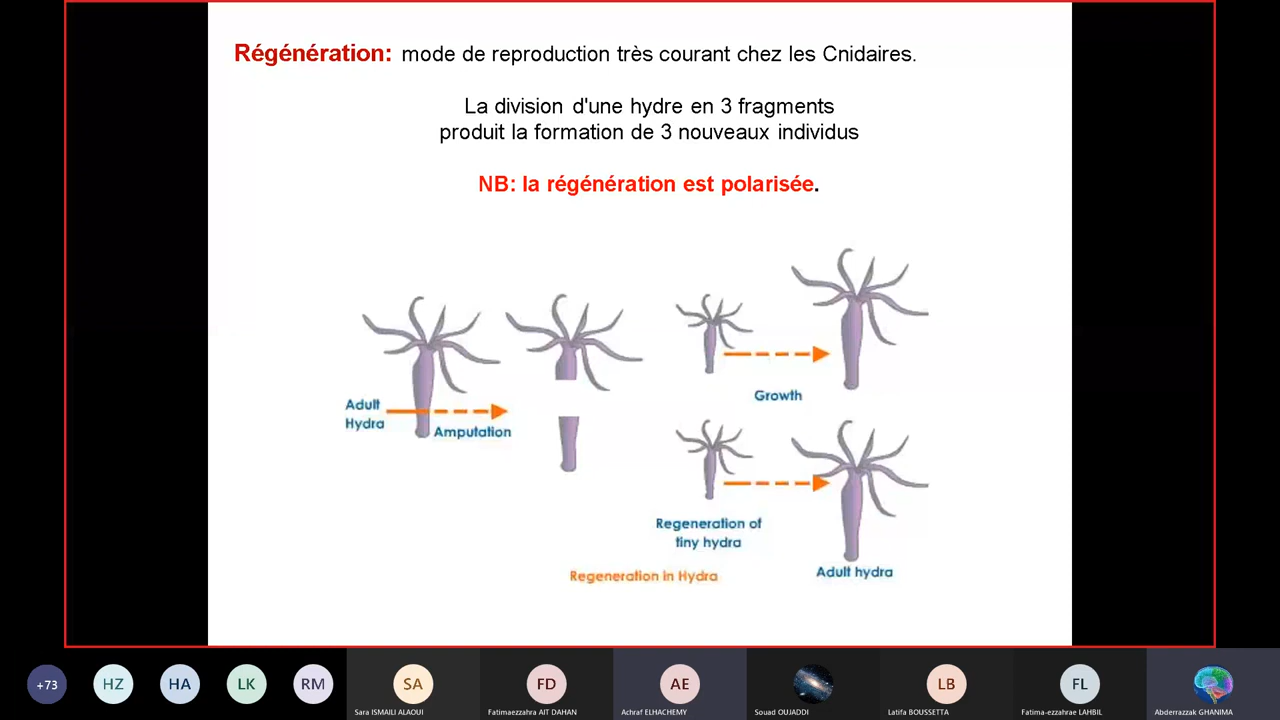 Régénération: mode de reproduction très courant chez les Cnidaires.
La division d'une hydre en 3 fragments
produit la formation de 3 nouveaux individus
NB: la régénération est polarisée.
Adult
Hydra
Amputation
Growth
Regeneration of
tiny hydra
Adult hydra
Regeneration in Hydra
+73
HZ
HA
LK
RM
SA
FD
AE
LB
FL
Sara ISMAILI ALAOUI
Fatimaezzahra AIT DAHAN
Achraf ELHACHEMY
Souad OUJADDI
Latifa BOUSSETTA
Fatima-ezzahrae LAHBIL
Abderrazzak GHANIMA